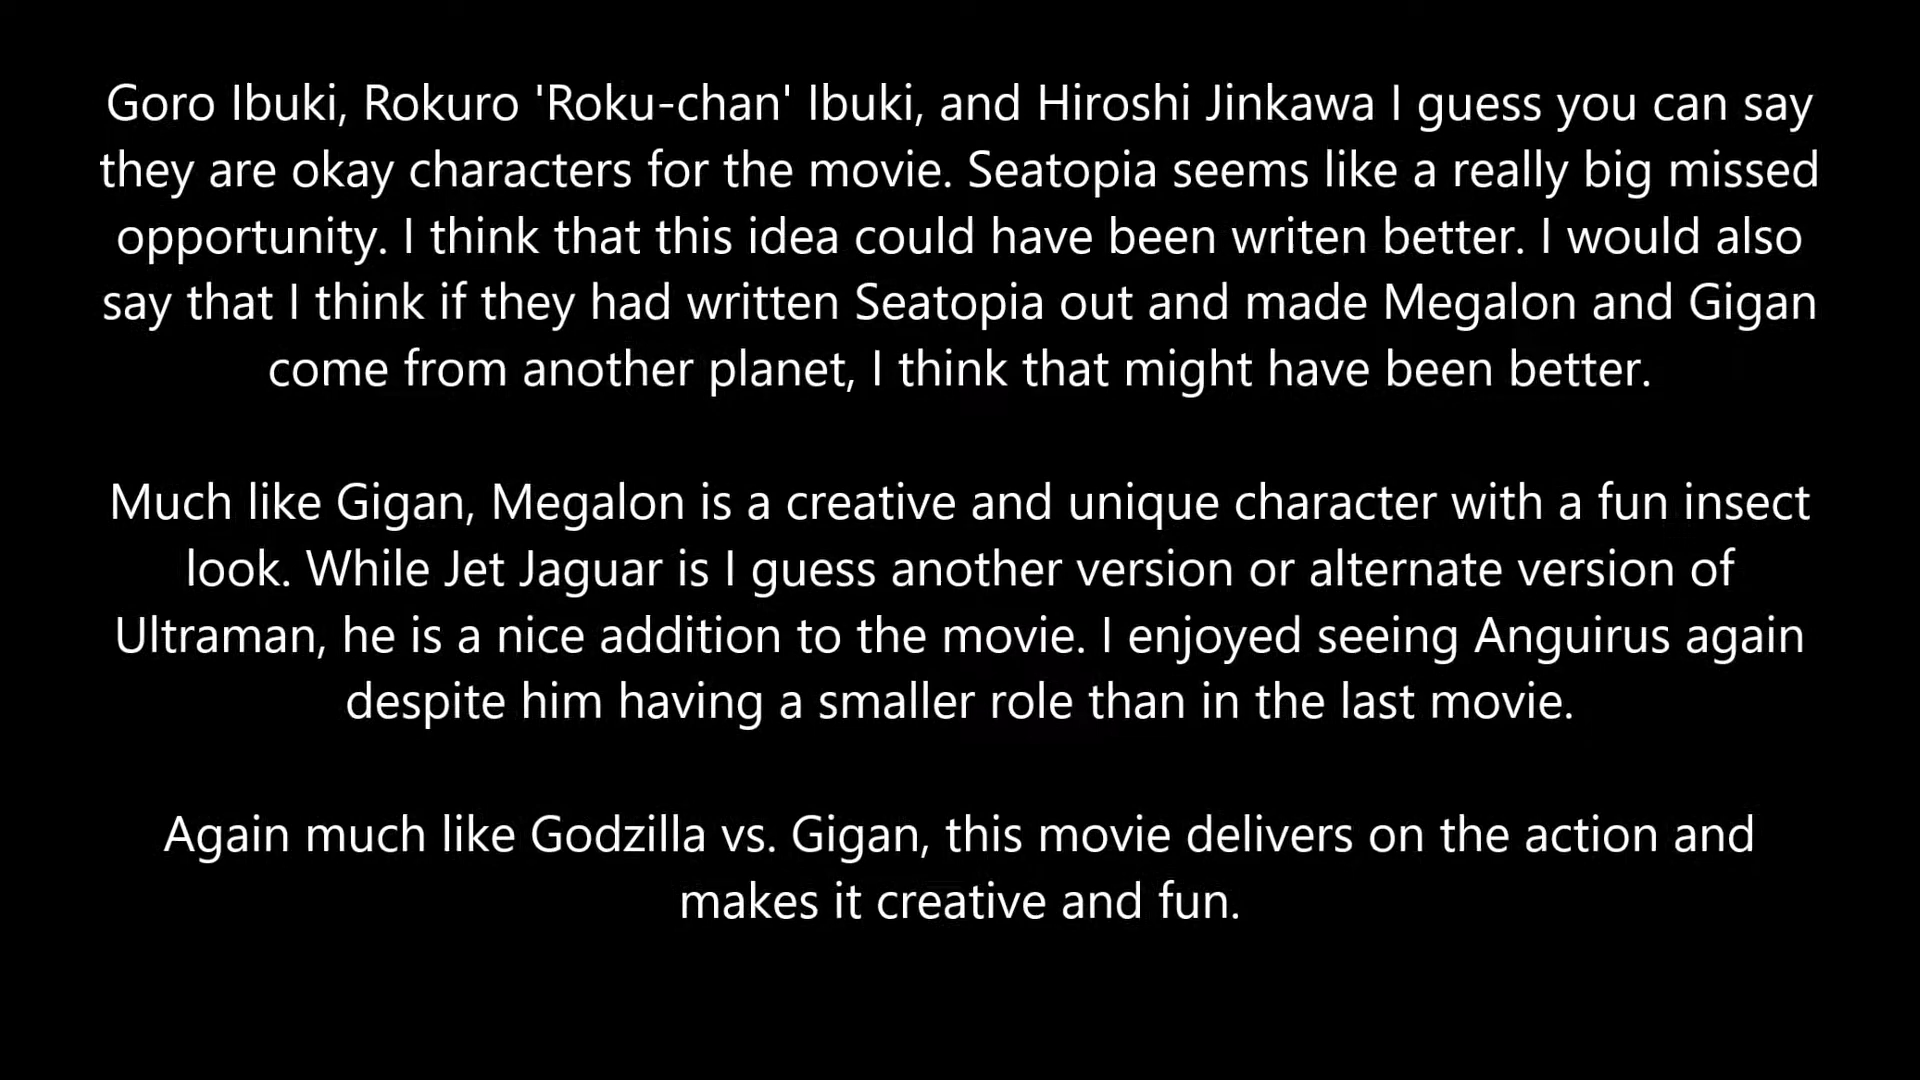 Goro Ibuki, Rokuro 'Roku-chan' Ibuki, and Hiroshi Jinkawa I guess you can say
they are okay characters for the movie. Seatopia seems like a really big missed
opportunity. I think that this idea could have been writen better. I would also
say that I think if they had written Seatopia out and made Megalon and Gigan
come from another planet, I think that might have been better.
Much like Gigan, Megalon is a creative and unique character with a fun insect
look. While Jet Jaguar is I guess another version or alternate version of
Ultraman, he is a nice addition to the movie. I enjoyed seeing Anguirus again
despite him having a smaller role than in the last movie.
Again much like Godzilla vs. Gigan, this movie delivers on the action and
makes it creative and fun.